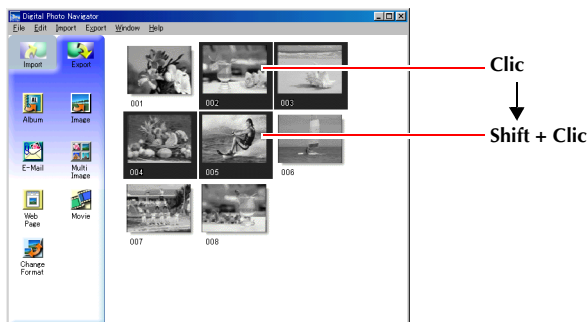 Digital Photo Navigator
File Edit Import Export Window Help
Import Export
Album Image
E-Mail Multi Image
Web Page Movie
Change Format
001 002 003
004 005 006
007 008
Clic
Shift + Clic